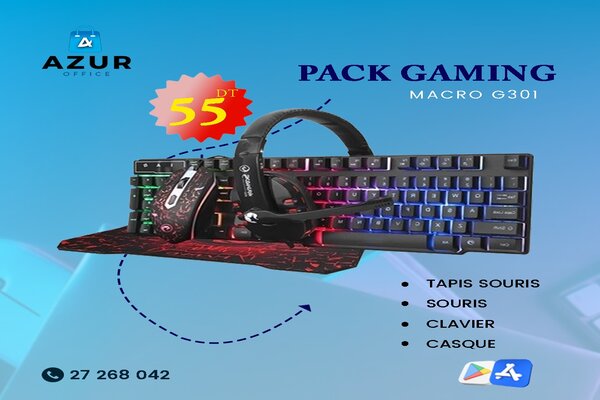 AZUR
OFFICE
PACK GAMING
MACRO G301
55 DT
• TAPIS SOURIS
• SOURIS
• CLAVIER
• CASQUE
27 268 042